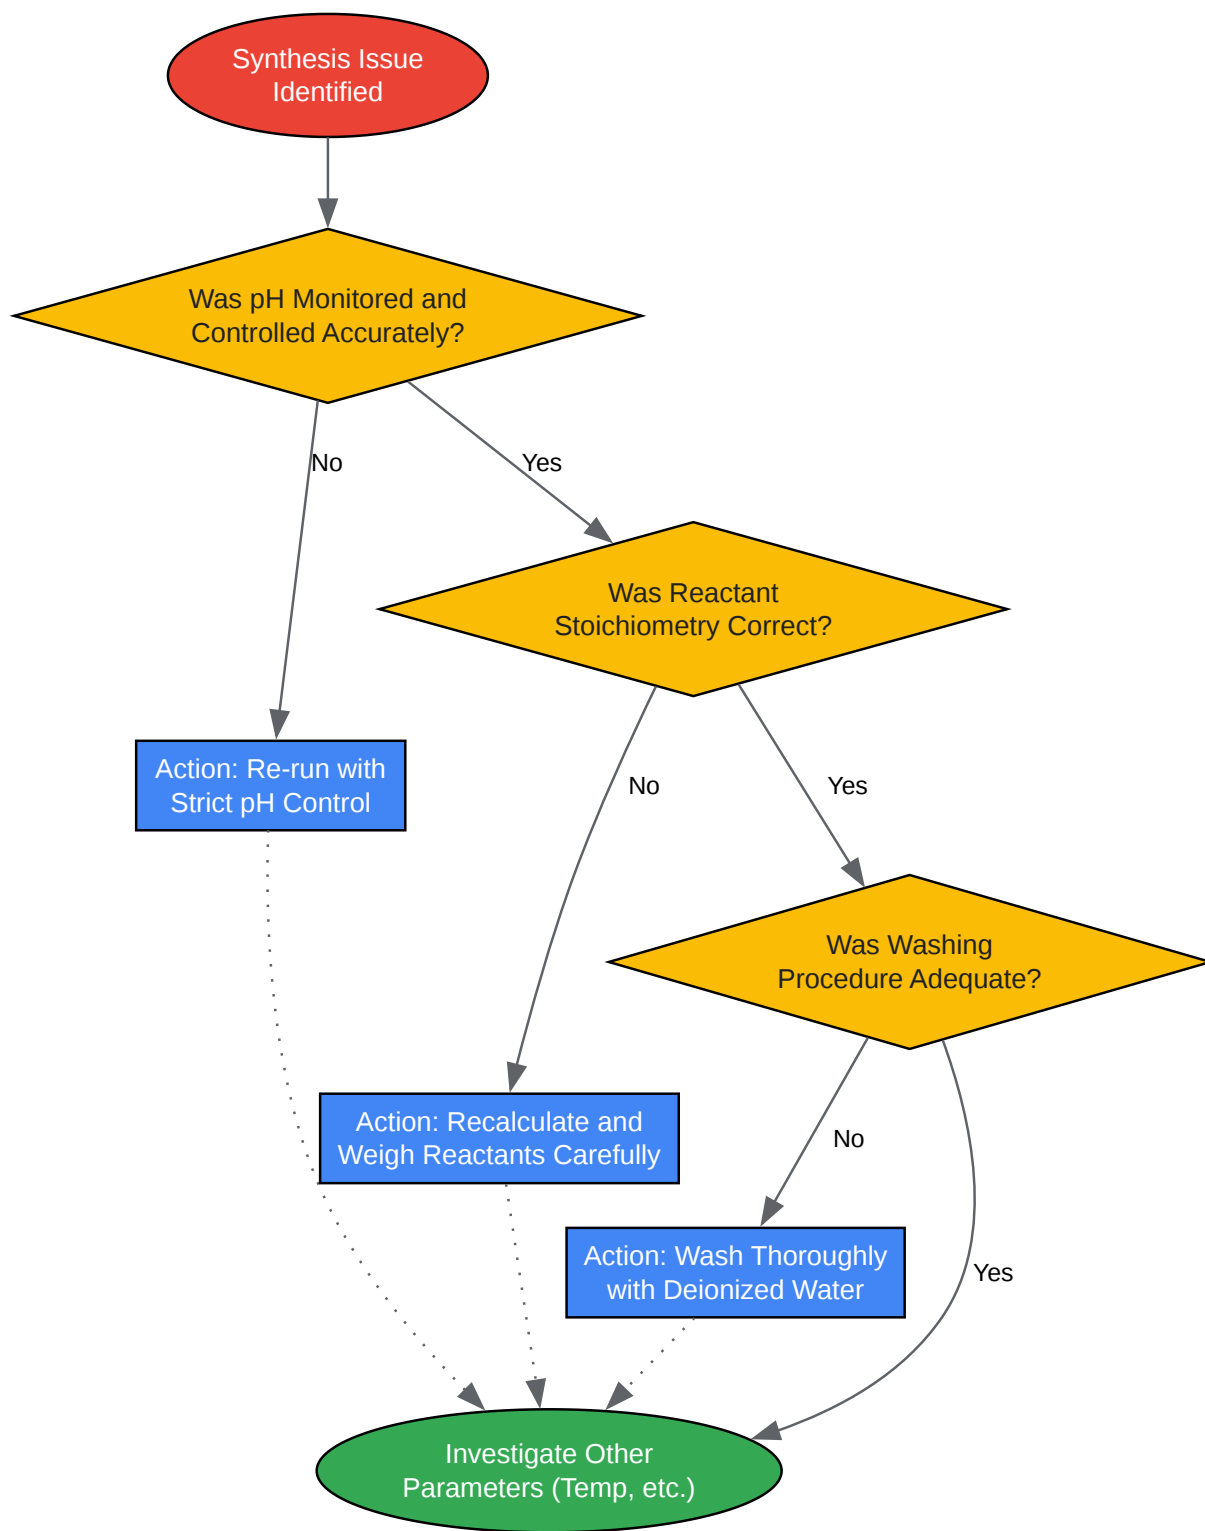 Synthesis Issue
Identified
Was pH Monitored and
Controlled Accurately?
No
Yes
Was Reactant
Stoichiometry Correct?
Action: Re-run with
Strict pH Control
No
Yes
Was Washing
Procedure Adequate?
Action: Recalculate and
Weigh Reactants Carefully
No
Action: Wash Thoroughly
with Deionized Water
Yes
Investigate Other
Parameters (Temp, etc.)